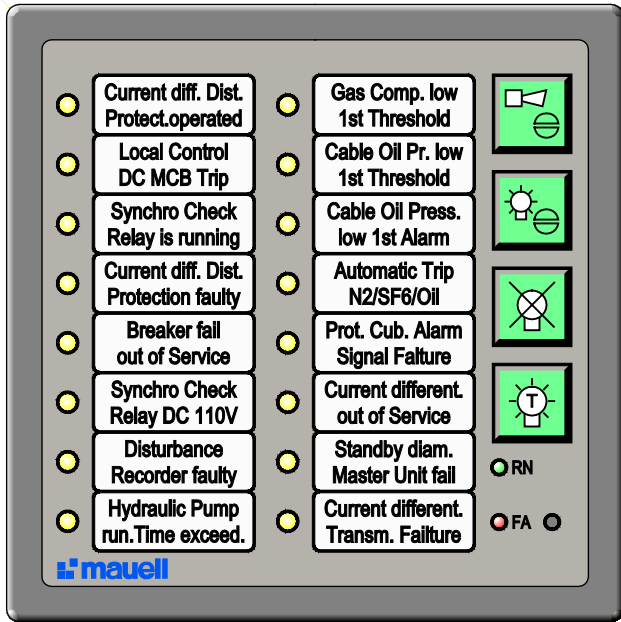 Current diff. Dist.
Protect.operated
Local Control
DC MCB Trip
Synchro Check
Relay is running
Current diff. Dist.
Protection faulty
Breaker fail
out of Service
Synchro Check
Relay DC 110V
Disturbance
Recorder faulty
Hydraulic Pump
run.Time exceed.
Gas Comp. low
1st Threshold
Cable Oil Pr. low
1st Threshold
Cable Oil Press.
low 1st Alarm
Automatic Trip
N2/SF6/Oil
Prot. Cub. Alarm
Signal Falture
Current different.
out of Service
Standby diam.
Master Unit fail
Current different.
Transm. Failture
T
RN
FA
mauell